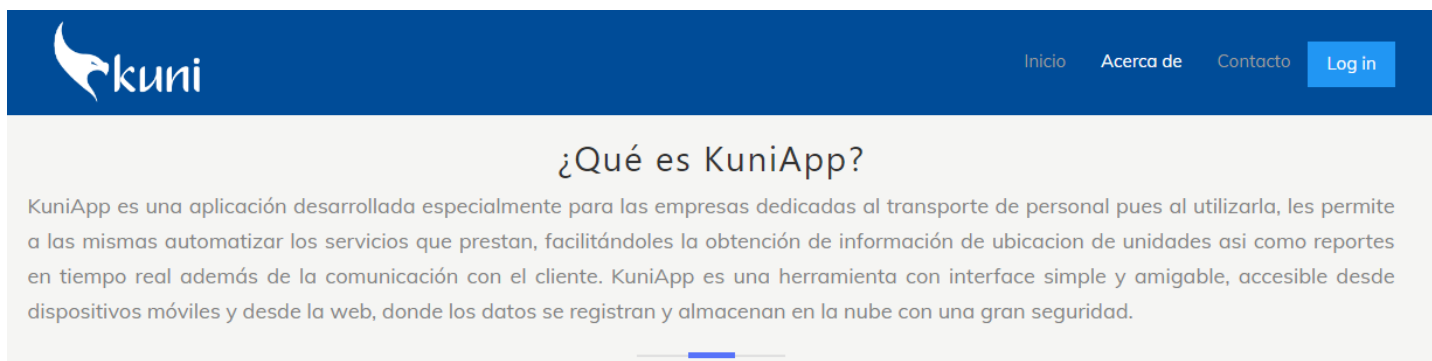 kuni
Inicio Acerca de Contacto Log in
¿Qué es KuniApp?
KuniApp es una aplicación desarrollada especialmente para las empresas dedicadas al transporte de personal pues al utilizarla, les permite
a las mismas automatizar los servicios que prestan, facilitándoles la obtención de información de ubicacion de unidades asi como reportes
en tiempo real además de la comunicación con el cliente. KuniApp es una herramienta con interface simple y amigable, accesible desde
dispositivos móviles y desde la web, donde los datos se registran y almacenan en la nube con una gran seguridad.